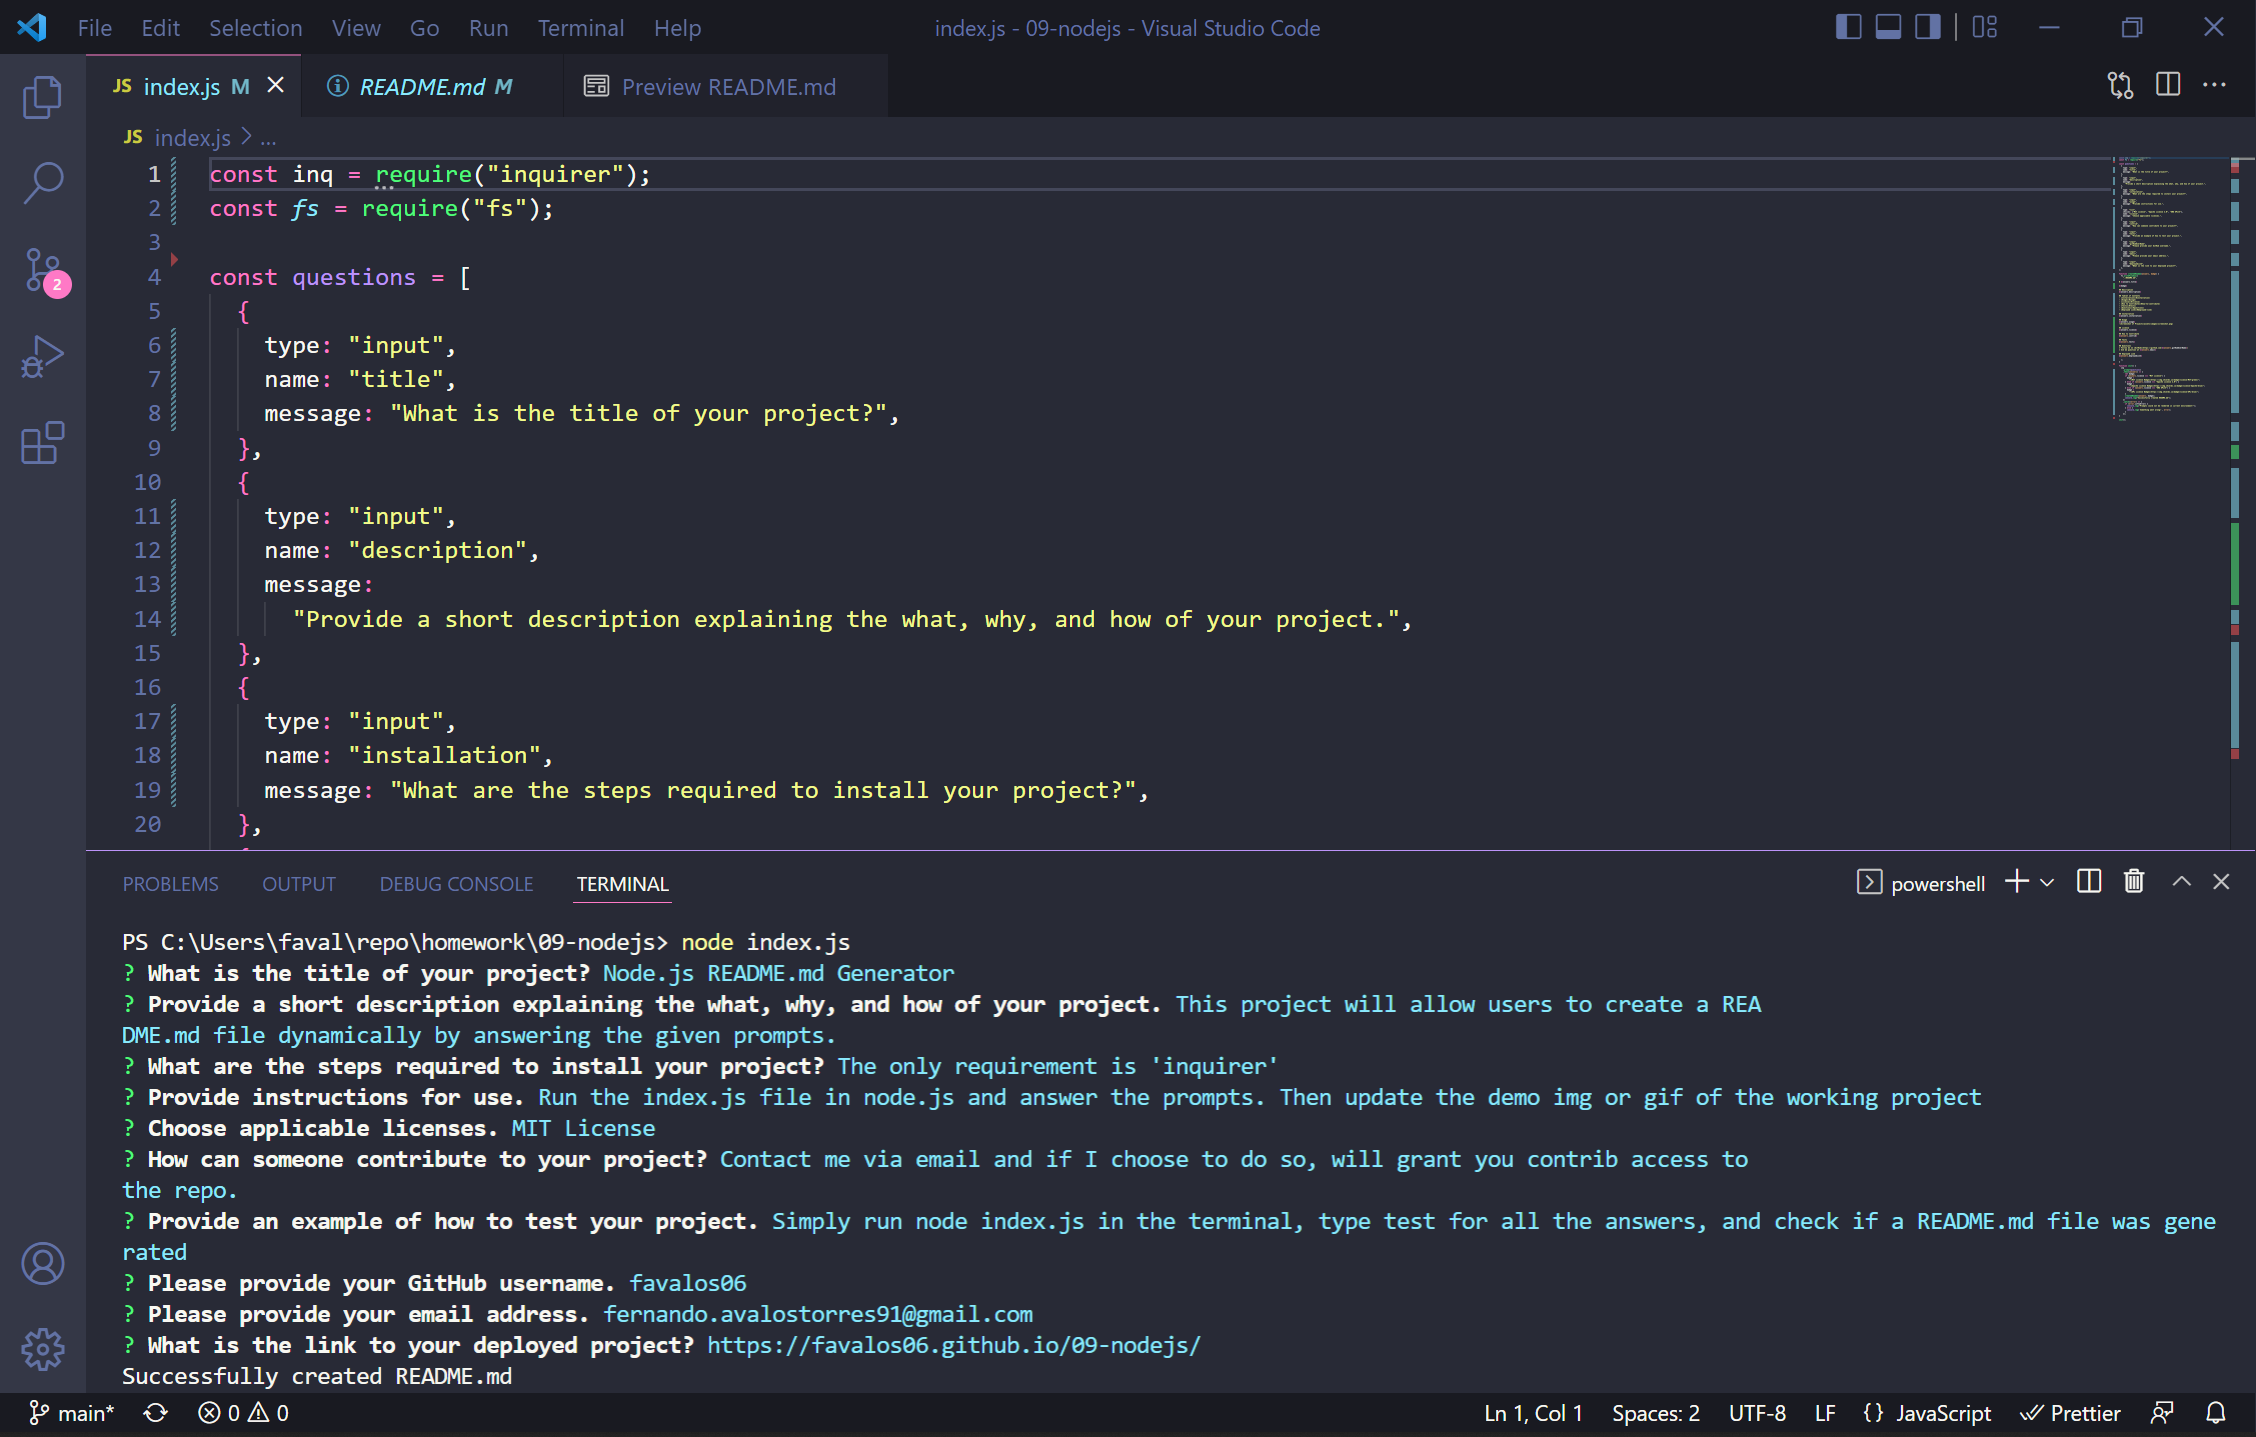 File Edit Selection View Go Run Terminal Help
index.js - 09-nodejs - Visual Studio Code
JS index.js M
README.md M
Preview README.md
JS index.js > ...
1 const inq = require("inquirer");
2 const fs = require("fs");
3
4 const questions = [
5 {
6 type: "input",
7 name: "title",
8 message: "What is the title of your project?",
9 },
10 {
11 type: "input",
12 name: "description",
13 message:
14 "Provide a short description explaining the what, why, and how of your project.",
15 },
16 {
17 type: "input",
18 name: "installation",
19 message: "What are the steps required to install your project?",
20 },
2
PROBLEMS OUTPUT DEBUG CONSOLE TERMINAL
powershell
PS C:\Users\faval\repo\homework\09-nodejs> node index.js
? What is the title of your project? Node.js README.md Generator
? Provide a short description explaining the what, why, and how of your project. This project will allow users to create a REA
DME.md file dynamically by answering the given prompts.
? What are the steps required to install your project? The only requirement is 'inquirer'
? Provide instructions for use. Run the index.js file in node.js and answer the prompts. Then update the demo img or gif of the working project
? Choose applicable licenses. MIT License
? How can someone contribute to your project? Contact me via email and if I choose to do so, will grant you contrib access to
the repo.
? Provide an example of how to test your project. Simply run node index.js in the terminal, type test for all the answers, and check if a README.md file was gene
rated
? Please provide your GitHub username. favalos06
? Please provide your email address. fernando.avalostorres91@gmail.com
? What is the link to your deployed project? https://favalos06.github.io/09-nodejs/
Successfully created README.md
main* 0 0
Ln 1, Col 1 Spaces: 2 UTF-8 LF {} JavaScript Prettier